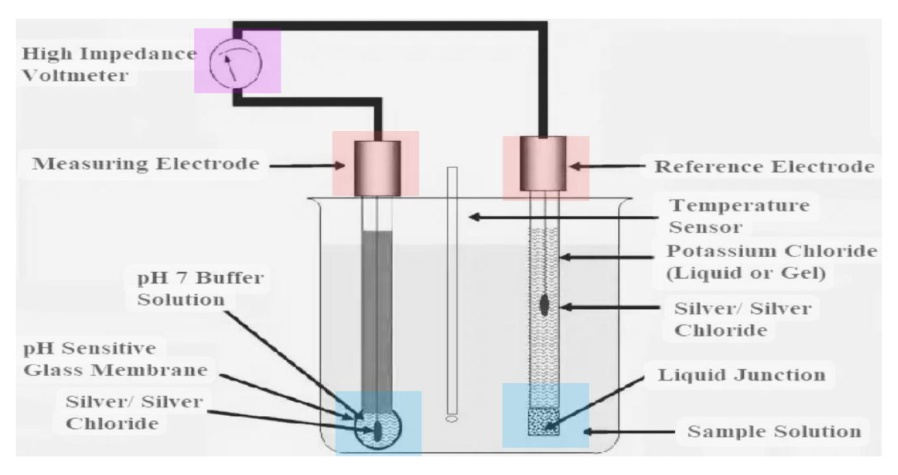 High Impedance
Voltmeter
Measuring Electrode
Reference Electrode
Temperature
Sensor
Potassium Chloride
(Liquid or Gel)
pH 7 Buffer
Solution
Silver/ Silver
Chloride
pH Sensitive
Glass Membrane
Liquid Junction
Silver/ Silver
Chloride
Sample Solution